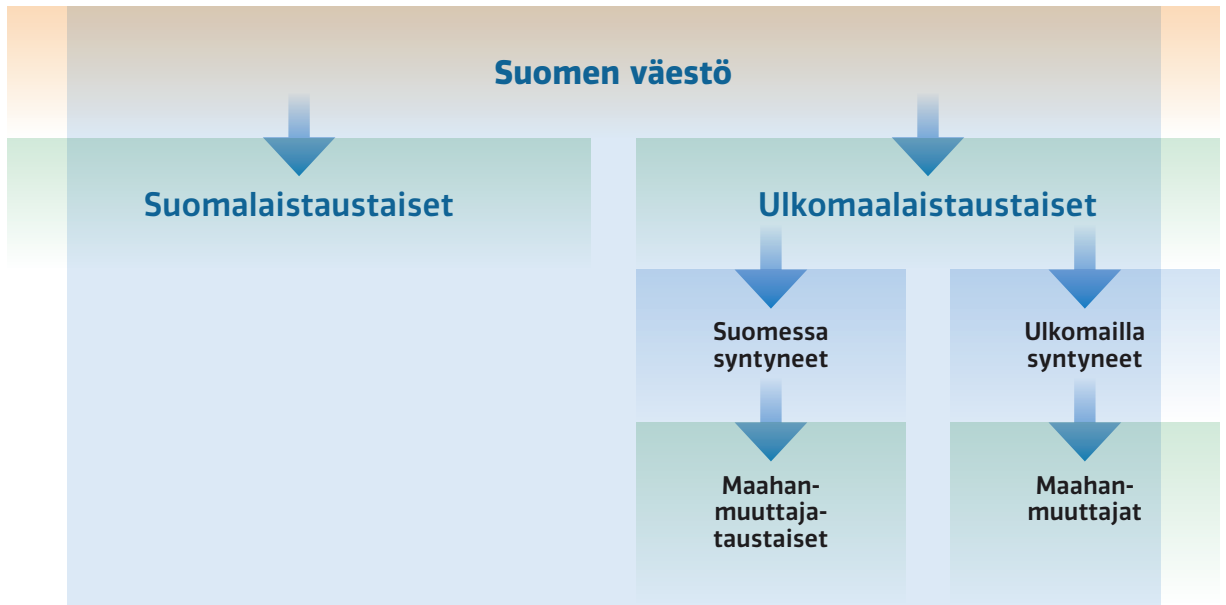 Suomen väestö
Suomalaistaustaiset
Ulkomaalaistaustaiset
Suomessa
syntyneet
Ulkomailla
syntyneet
Maahan-
muuttaja-
taustaiset
Maahan-
muuttajat